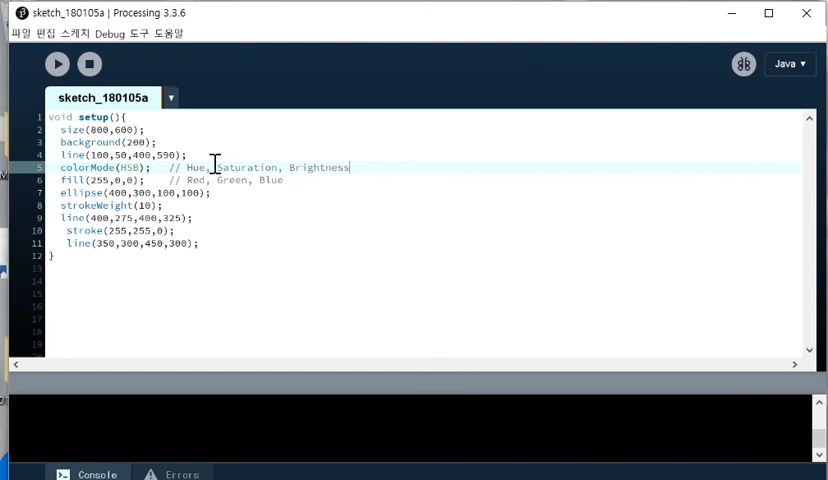 sketch_180105a | Processing 3.3.6
파일 편집 스케치 Debug 도구 도움말
Java ▾
sketch_180105a ▾
1 void setup(){
2 size(800,600);
3 background(200);
4 line(100,50,400,590);
5 colorMode(HSB); // Hue, Saturation, Brightness
6 fill(255,0,0); // Red, Green, Blue
7 ellipse(400,300,100,100);
8 strokeWeight(10);
9 line(400,275,400,325);
10 stroke(255,255,0);
11 line(350,300,450,300);
12 }
13
14
15
16
17
18
19
Console Errors